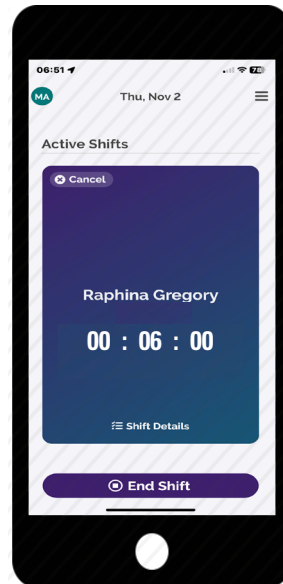 06:51
78
MA
Thu, Nov 2
Active Shifts
Cancel
Raphina Gregory
00 : 06 : 00
Shift Details
End Shift